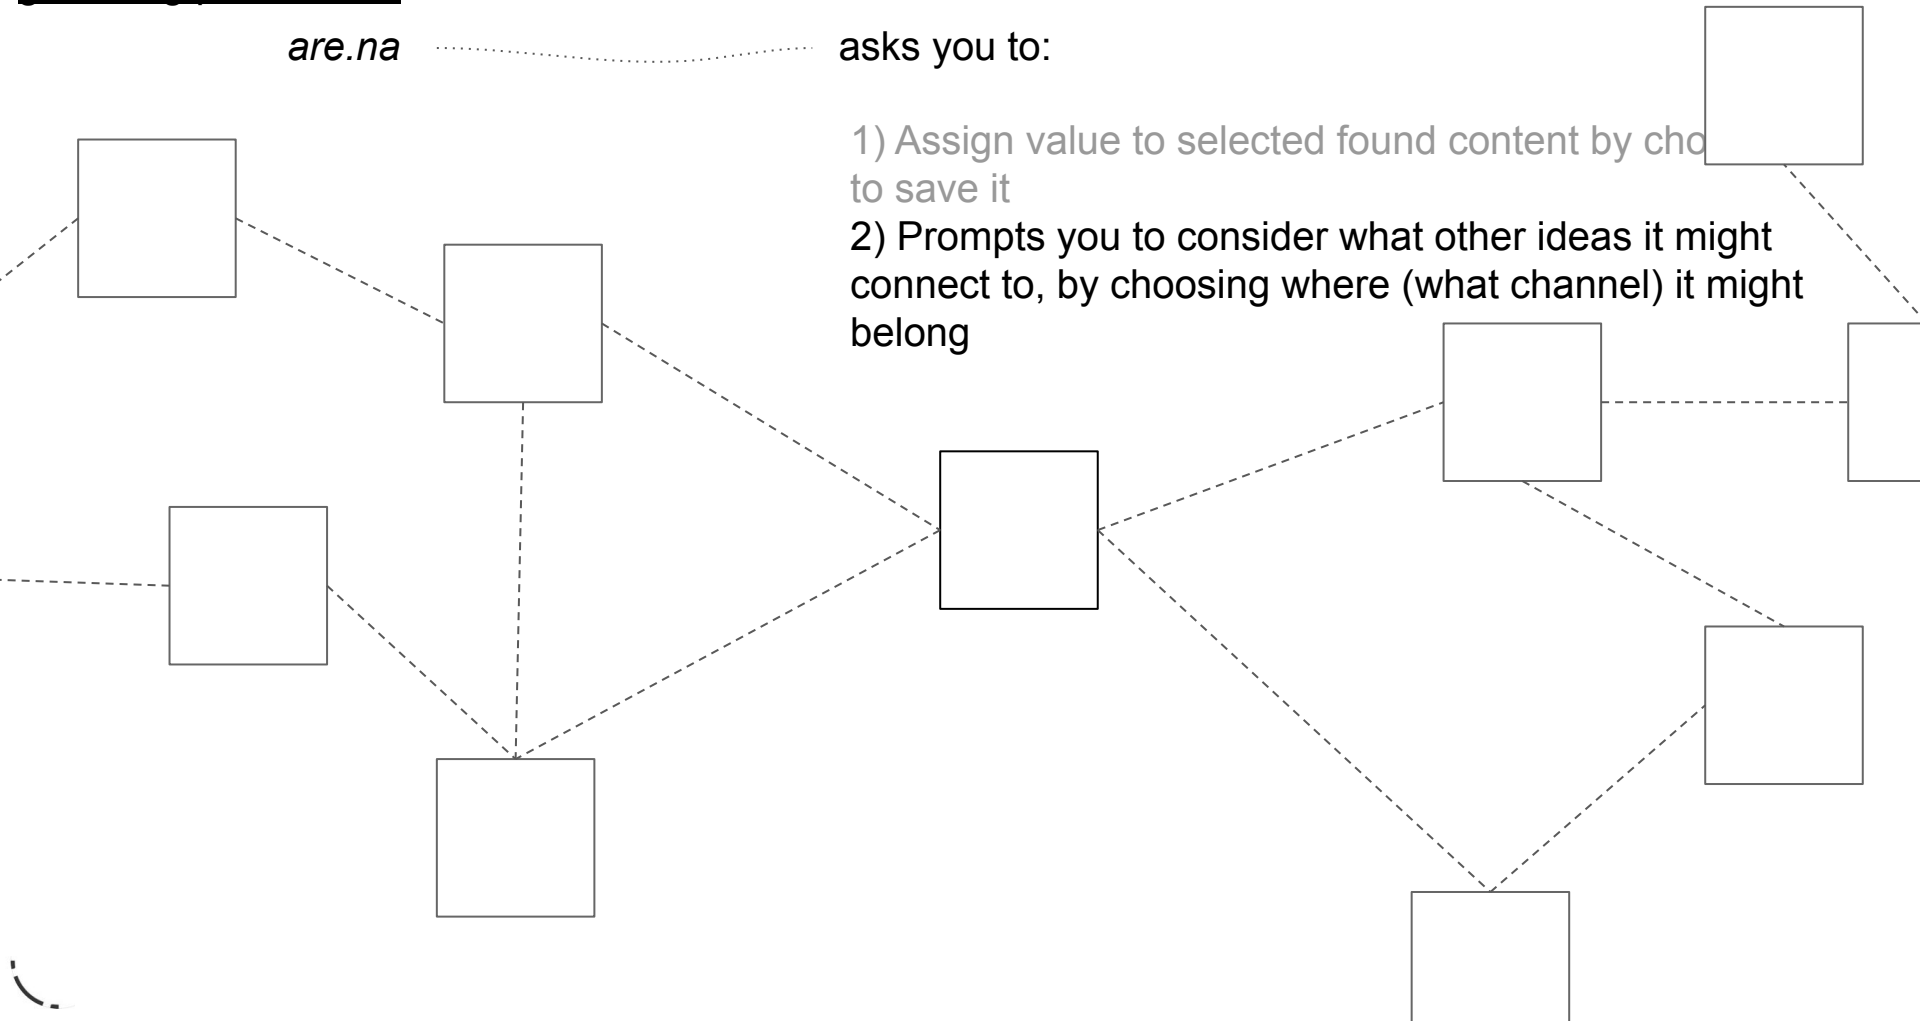 are.na asks you to:
1) Assign value to selected found content by cho
to save it
2) Prompts you to consider what other ideas it might
connect to, by choosing where (what channel) it might
belong